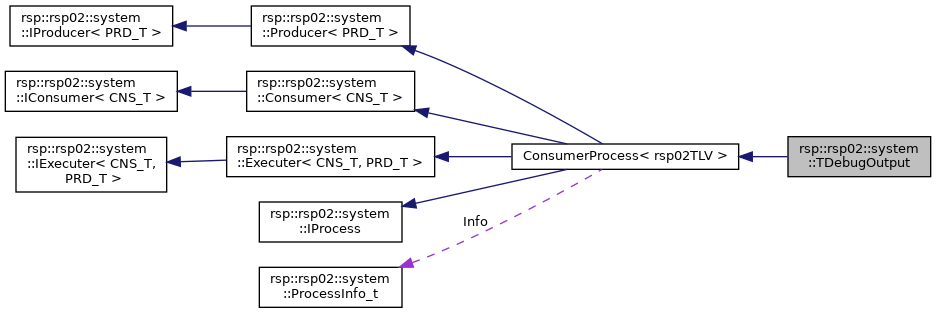 rsp::rsp02::system
::IProducer< PRD_T >
rsp::rsp02::system
::Producer< PRD_T >
rsp::rsp02::system
::IConsumer< CNS_T >
rsp::rsp02::system
::Consumer< CNS_T >
rsp::rsp02::system
::IExecuter< CNS_T,
PRD_T >
rsp::rsp02::system
::Executer< CNS_T, PRD_T >
ConsumerProcess< rsp02TLV >
rsp::rsp02::system
::TDebugOutput
rsp::rsp02::system
::IProcess
Info
rsp::rsp02::system
::ProcessInfo_t